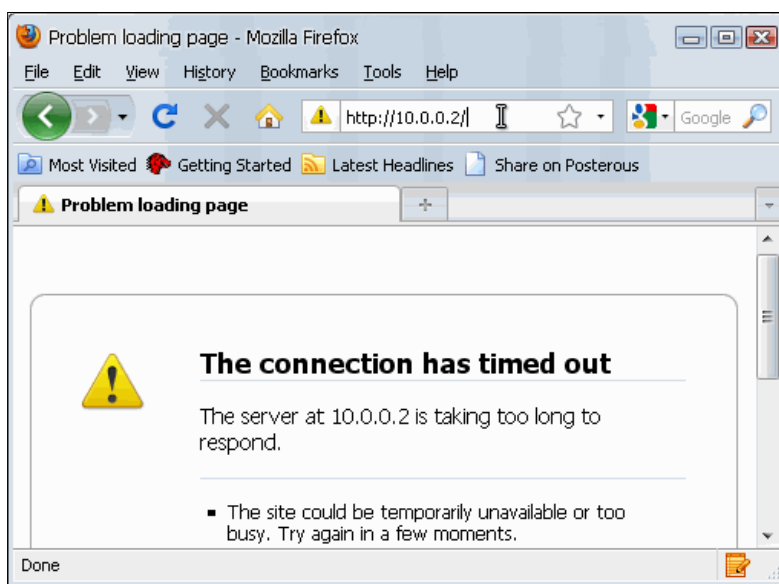 Problem loading page - Mozilla Firefox
File Edit View History Bookmarks Tools Help
http://10.0.0.2/ Google
Most Visited Getting Started Latest Headlines Share on Posterous
Problem loading page
The connection has timed out
The server at 10.0.0.2 is taking too long to
respond.
The site could be temporarily unavailable or too
busy. Try again in a few moments.
Done